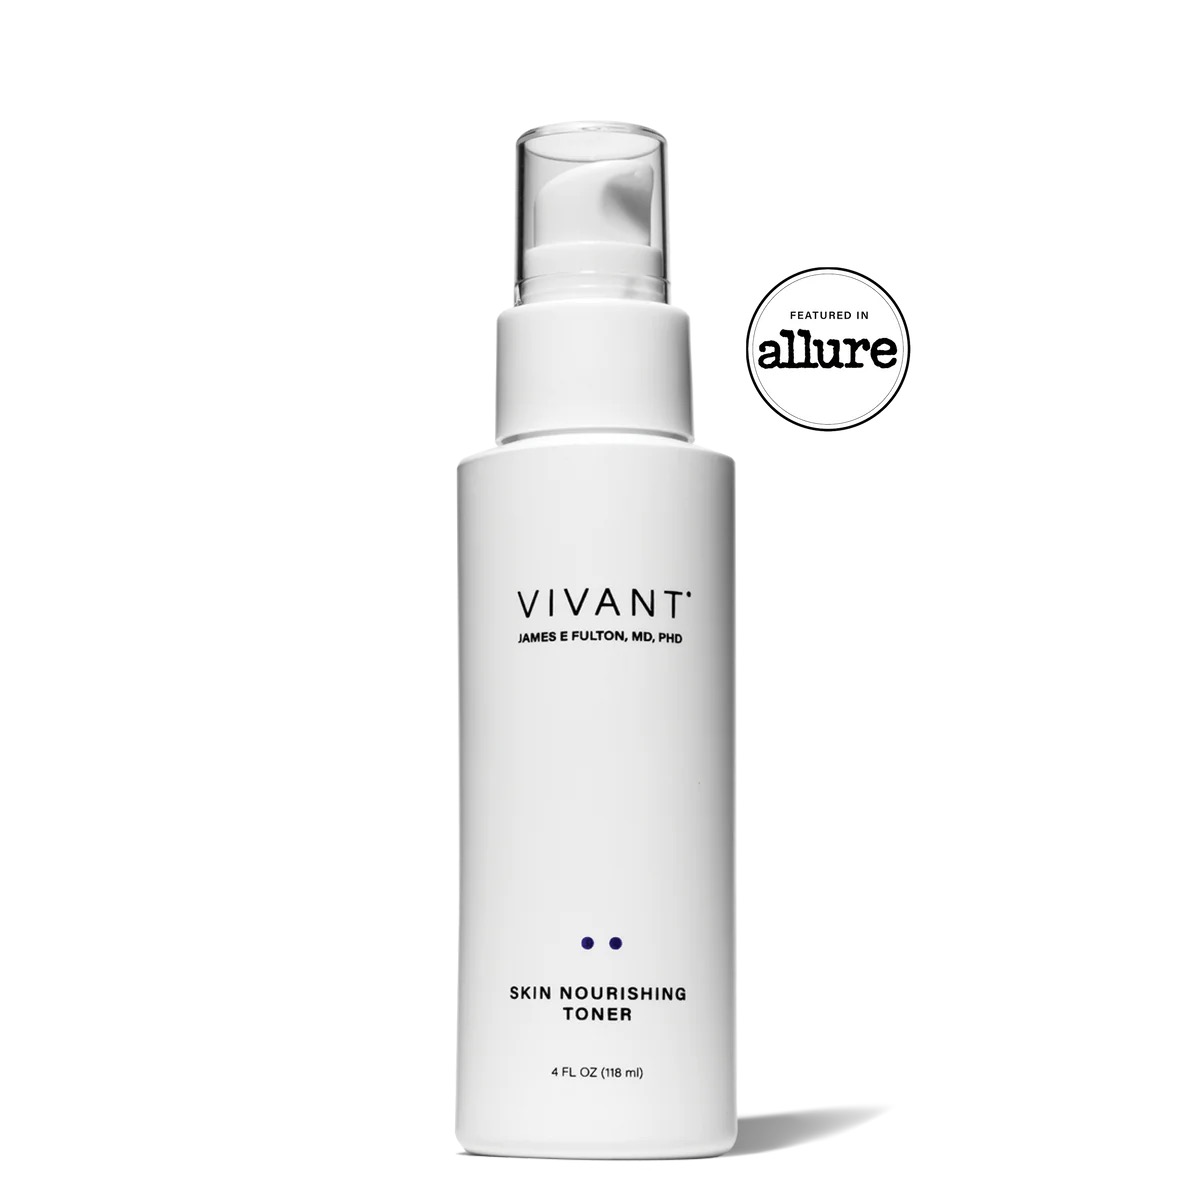 FEATURED IN
allure
VIVANT
JAMES E FULTON, MD, PHD
SKIN NOURISHING
TONER
4 FL OZ (118 ml)